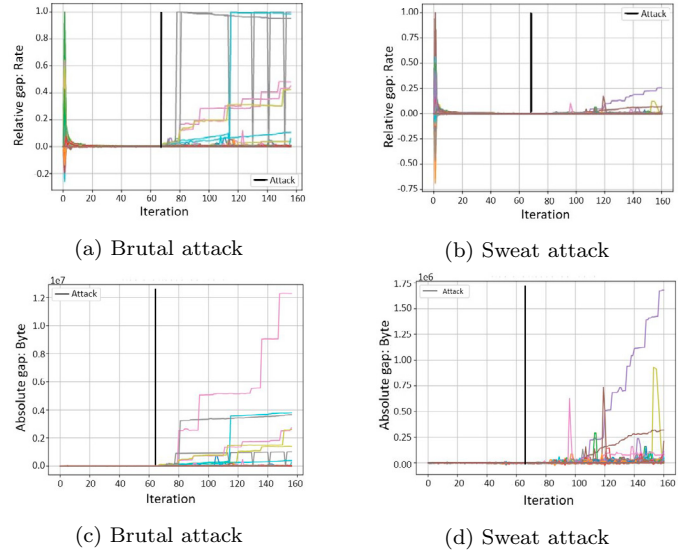 1.0
0.8
0.6
0.4
0.2
0.0
0.2
Relative gap: Rate
Attack
0 20 40 60 80 100 120 140 160
Iteration
(a) Brutal attack
1.00
0.75
0.50
0.25
0.00
-0.25
-0.50
-0.75
Relative gap: Rate
Attack
0 20 40 60 80 100 120 140 160
Iteration
(b) Sweat attack
1e7
1.2
1.0
0.8
0.6
0.4
0.2
0.0
Absolute gap: Byte
Attack
0 20 40 60 80 100 120 140 160
Iteration
(c) Brutal attack
1e6
1.75
1.50
1.25
1.00
0.75
0.50
0.25
0.00
Absolute gap: Byte
Attack
0 20 40 60 80 100 120 140 160
Iteration
(d) Sweat attack